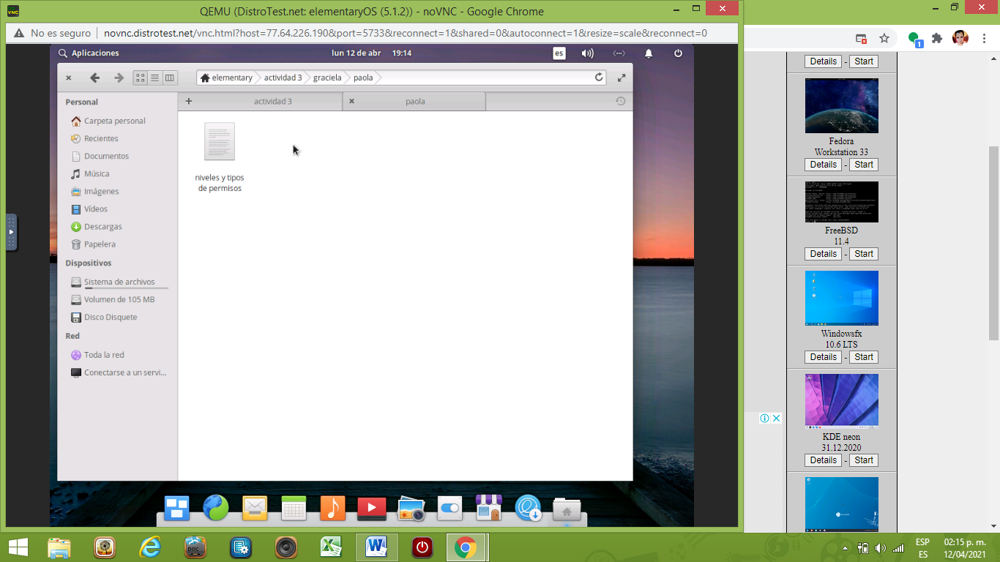 QEMU (DistroTest.net: elementaryOS (5.1.2)) - noVNC - Google Chrome
No es seguro
novnc.distrotest.net/vnc.html?host=77.64.226.190&port=5733&reconnect=1&shared=0&autoconnect=1&resize=scale&reconnect=0
Aplicaciones
lun 12 de abr 19:14
es
elementary
actividad 3
graciela
paola
actividad 3
paola
Personal
Carpeta personal
Recientes
Documentos
Música
Imágenes
Vídeos
Descargas
Papelera
Dispositivos
Sistema de archivos
Volumen de 105 MB
Disco Disquete
Red
Toda la red
Conectarse a un servi...
niveles y tipos
de permisos
1
Details - Start
Fedora
Workstation 33
Details - Start
FreeBSD
11.4
Details - Start
Windowsfx
10.6 LTS
Details - Start
KDE neon
31.12.2020
Details - Start
DOC
ESP
ES
02:15 p. m.
12/04/2021